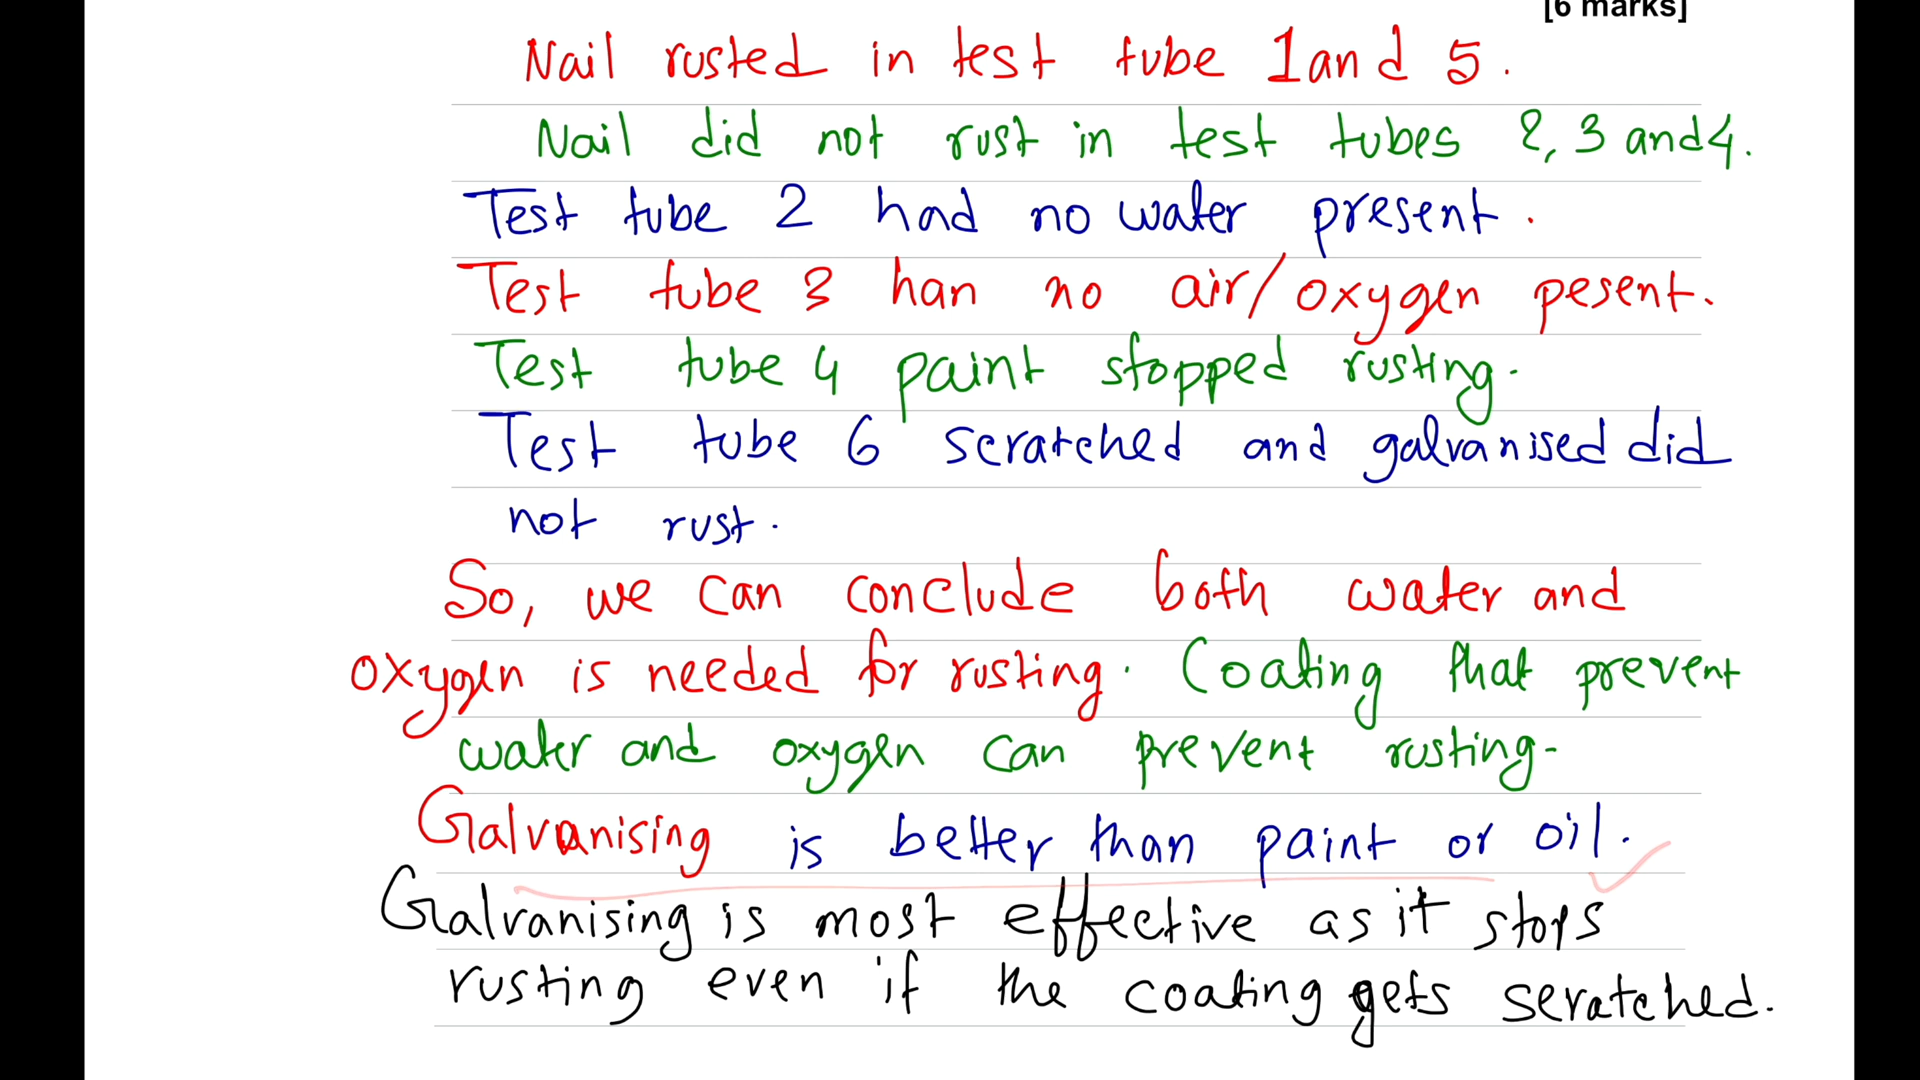 [6 marks]
Nail rusted in test tube 1 and 5.
Nail did not rust in test tubes 2, 3 and 4.
Test tube 2 had no water present.
Test tube 3 han no air/oxygen pesent.
Test tube 4 paint stopped rusting.
Test tube 6 scratched and galvanised did
not rust.
So, we can conclude both water and
oxygen is needed for rusting. Coating that prevent
water and oxygen can prevent rusting.
Galvanising is better than paint or oil.
Galvanising is most effective as it stops
rusting even if the coating gets scratched.